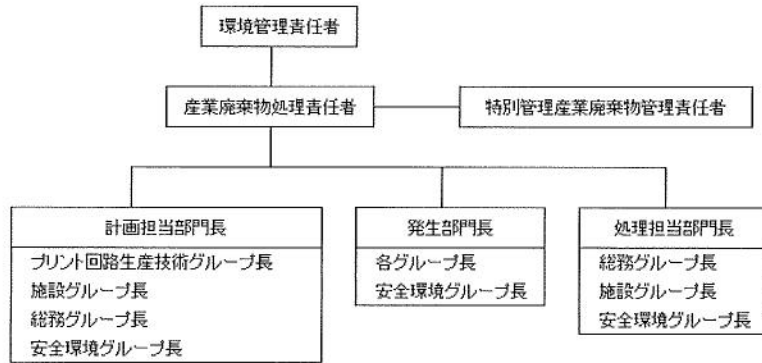 環境管理責任者
産業廃棄物処理責任者
特別管理産業廃棄物管理責任者
計画担当部門長
プリント回路生産技術グループ長
施設グループ長
総務グループ長
安全環境グループ長
発生部門長
各グループ長
安全環境グループ長
処理担当部門長
総務グループ長
施設グループ長
安全環境グループ長